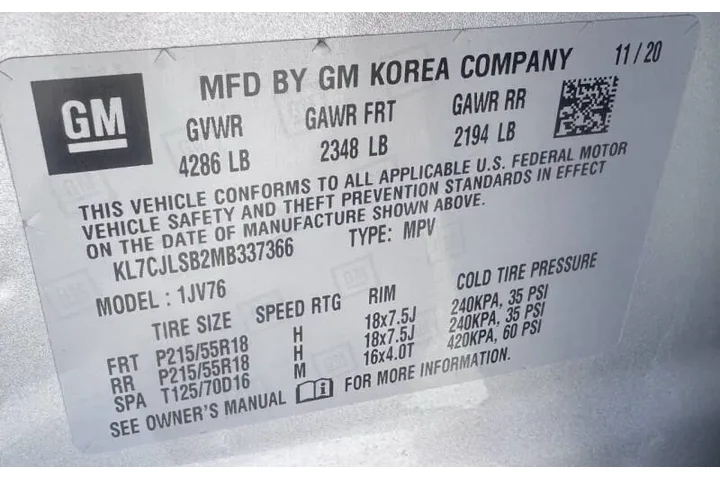 GM
MFD BY GM KOREA COMPANY 11/20
GVWR GAWR FRT GAWR RR
4286 LB 2348 LB 2194 LB
THIS VEHICLE CONFORMS TO ALL APPLICABLE U.S. FEDERAL MOTOR
VEHICLE SAFETY AND THEFT PREVENTION STANDARDS IN EFFECT
ON THE DATE OF MANUFACTURE SHOWN ABOVE.
KL7CJLSB2MB337366 TYPE: MPV
MODEL: 1JV76
TIRE SIZE SPEED RTG RIM COLD TIRE PRESSURE
FRT P215/55R18 H 18x7.5J 240KPA, 35 PSI
RR P215/55R18 H 18x7.5J 240KPA, 35 PSI
SPA T125/70D16 M 16x4.0T 420KPA, 60 PSI
SEE OWNER'S MANUAL i FOR MORE INFORMATION.